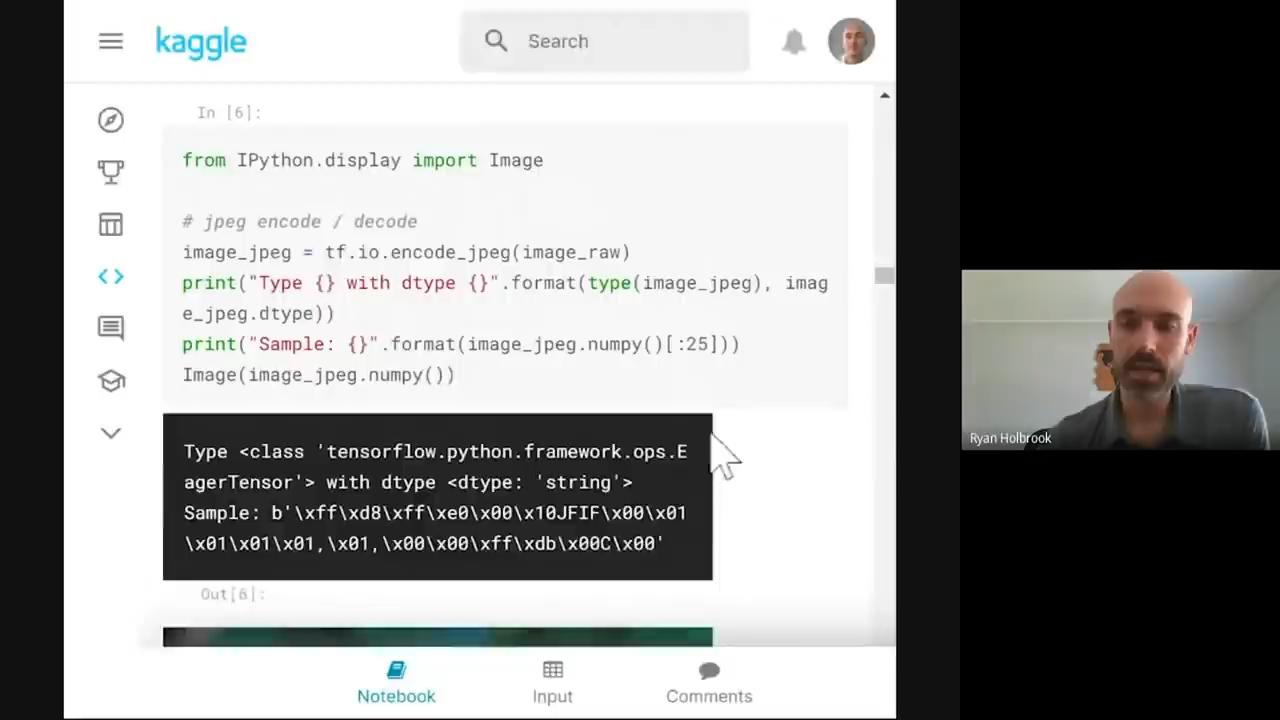 kaggle
Search
In [6]:
from IPython.display import Image
# jpeg encode / decode
image_jpeg = tf.io.encode_jpeg(image_raw)
print("Type {} with dtype {}".format(type(image_jpeg), imag
e_jpeg.dtype))
print("Sample: {}".format(image_jpeg.numpy()[:25]))
Image(image_jpeg.numpy())
Type <class 'tensorflow.python.framework.ops.E
agerTensor'> with dtype <dtype: 'string'>
Sample: b'\xff\xd8\xff\xe0\x00\x10JFIF\x00\x01
\x01\x01\x01,\x01,\x00\x00\xff\xdb\x00C\x00'
Out[6]:
Notebook
Input
Comments
Ryan Holbrook